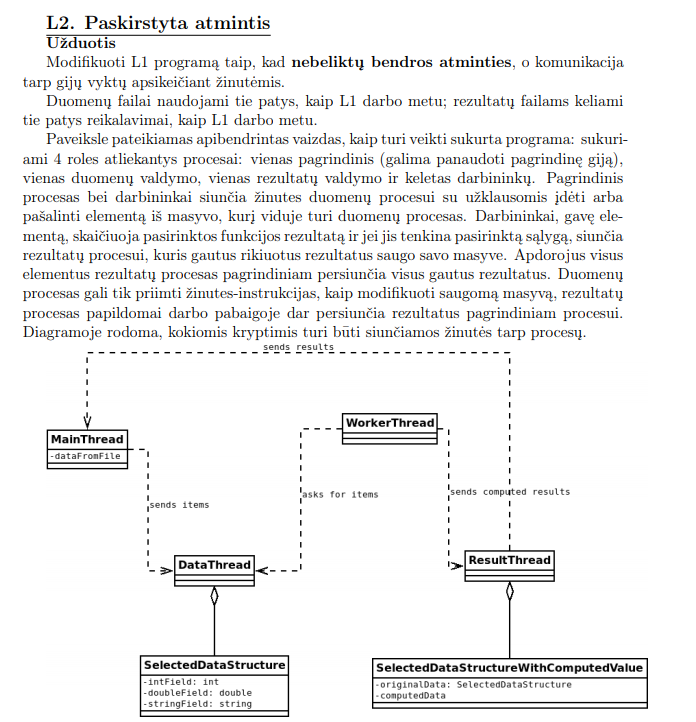 L2. Paskirstyta atmintis
Užduotis
Modifikuoti L1 programą taip, kad nebeliktų bendros atminties, o komunikacija
tarp gijų vyktų apsikeičiant žinutėmis.
Duomenų failai naudojami tie patys, kaip L1 darbo metu; rezultatų failams keliami
tie patys reikalavimai, kaip L1 darbo metu.
Paveiksle pateikiamas apibendrintas vaizdas, kaip turi veikti sukurta programa: sukuri-
ami 4 roles atliekantys procesai: vienas pagrindinis (galima panaudoti pagrindinę giją),
vienas duomenų valdymo, vienas rezultatų valdymo ir keletas darbininkų. Pagrindinis
procesas bei darbininkai siunčia žinutes duomenų procesui su užklausomis įdėti arba
pašalinti elementą iš masyvo, kurį viduje turi duomenų procesas. Darbininkai, gavę ele-
mentą, skaičiuoja pasirinktos funkcijos rezultatą ir jei jis tenkina pasirinktą sąlygą, siunčia
rezultatų procesui, kuris gautus rikiuotus rezultatus saugo savo masyve. Apdorojus visus
elementus rezultatų procesas pagrindiniam persiunčia visus gautus rezultatus. Duomenų
procesas gali tik priimti žinutes-instrukcijas, kaip modifikuoti saugomą masyvą, rezultatų
procesas papildomai darbo pabaigoje dar persiunčia rezultatus pagrindiniam procesui.
Diagramoje rodoma, kokiomis kryptimis turi būti siunčiamos žinutės tarp procesų.
sends results
WorkerThread
MainThread
-dataFromFile
asks for items
sends computed results
sends items
DataThread
ResultThread
SelectedDataStructure
-intField: int
-doubleField: double
-stringField: string
SelectedDataStructureWithComputedValue
-originalData: SelectedDataStructure
-computedData